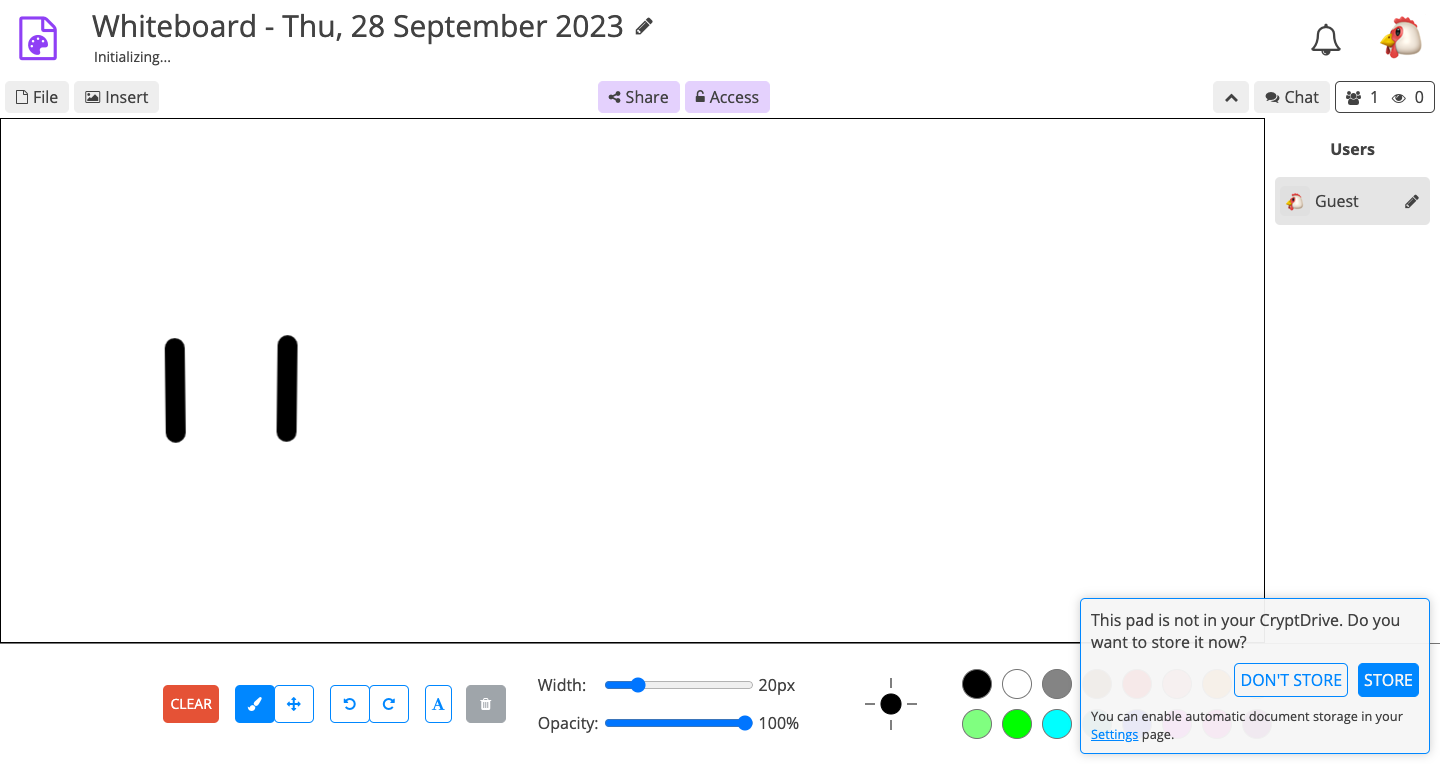 Whiteboard - Thu, 28 September 2023
Initializing...
File
Insert
Share
Access
Chat
1
0
Users
Guest
CLEAR
A
Width:
20px
Opacity:
100%
This pad is not in your CryptDrive. Do you
want to store it now?
DON'T STORE
STORE
You can enable automatic document storage in your
Settings page.